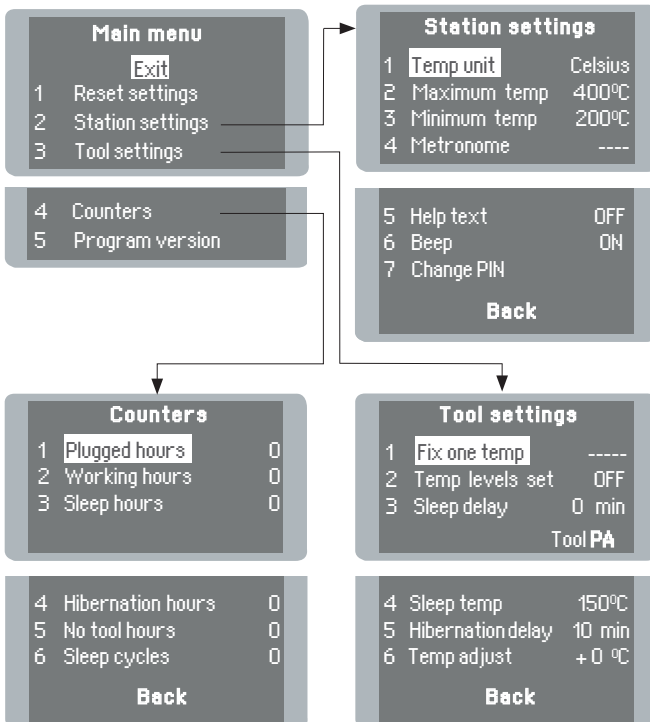 Main menu
Exit
1 Reset settings
2 Station settings
3 Tool settings
4 Counters
5 Program version
Station settings
1 Temp unit Celsius
2 Maximum temp 400ºC
3 Minimum temp 200ºC
4 Metronome ----
5 Help text OFF
6 Beep ON
7 Change PIN
Back
Counters
1 Plugged hours 0
2 Working hours 0
3 Sleep hours 0
4 Hibernation hours 0
5 No tool hours 0
6 Sleep cycles 0
Back
Tool settings
1 Fix one temp -----
2 Temp levels set OFF
3 Sleep delay 0 min
Tool PA
4 Sleep temp 150ºC
5 Hibernation delay 10 min
6 Temp adjust +0 ºC
Back